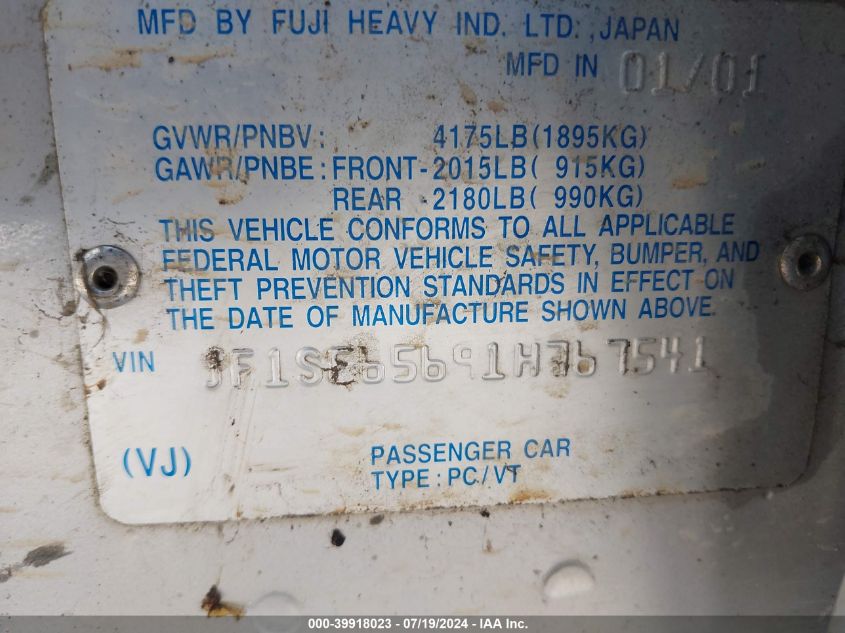 MFD BY FUJI HEAVY IND. LTD., JAPAN
MFD IN 01/01
GVWR/PNBV: 4175LB(1895KG)
GAWR/PNBE: FRONT-2015LB( 915KG)
REAR -2180LB( 990KG)
THIS VEHICLE CONFORMS TO ALL APPLICABLE
FEDERAL MOTOR VEHICLE SAFETY, BUMPER, AND
THEFT PREVENTION STANDARDS IN EFFECT ON
THE DATE OF MANUFACTURE SHOWN ABOVE.
VIN JF1SF65691H767541
(VJ)
PASSENGER CAR
TYPE: PC/VT
000-39918023 - 07/19/2024 - IAA Inc.